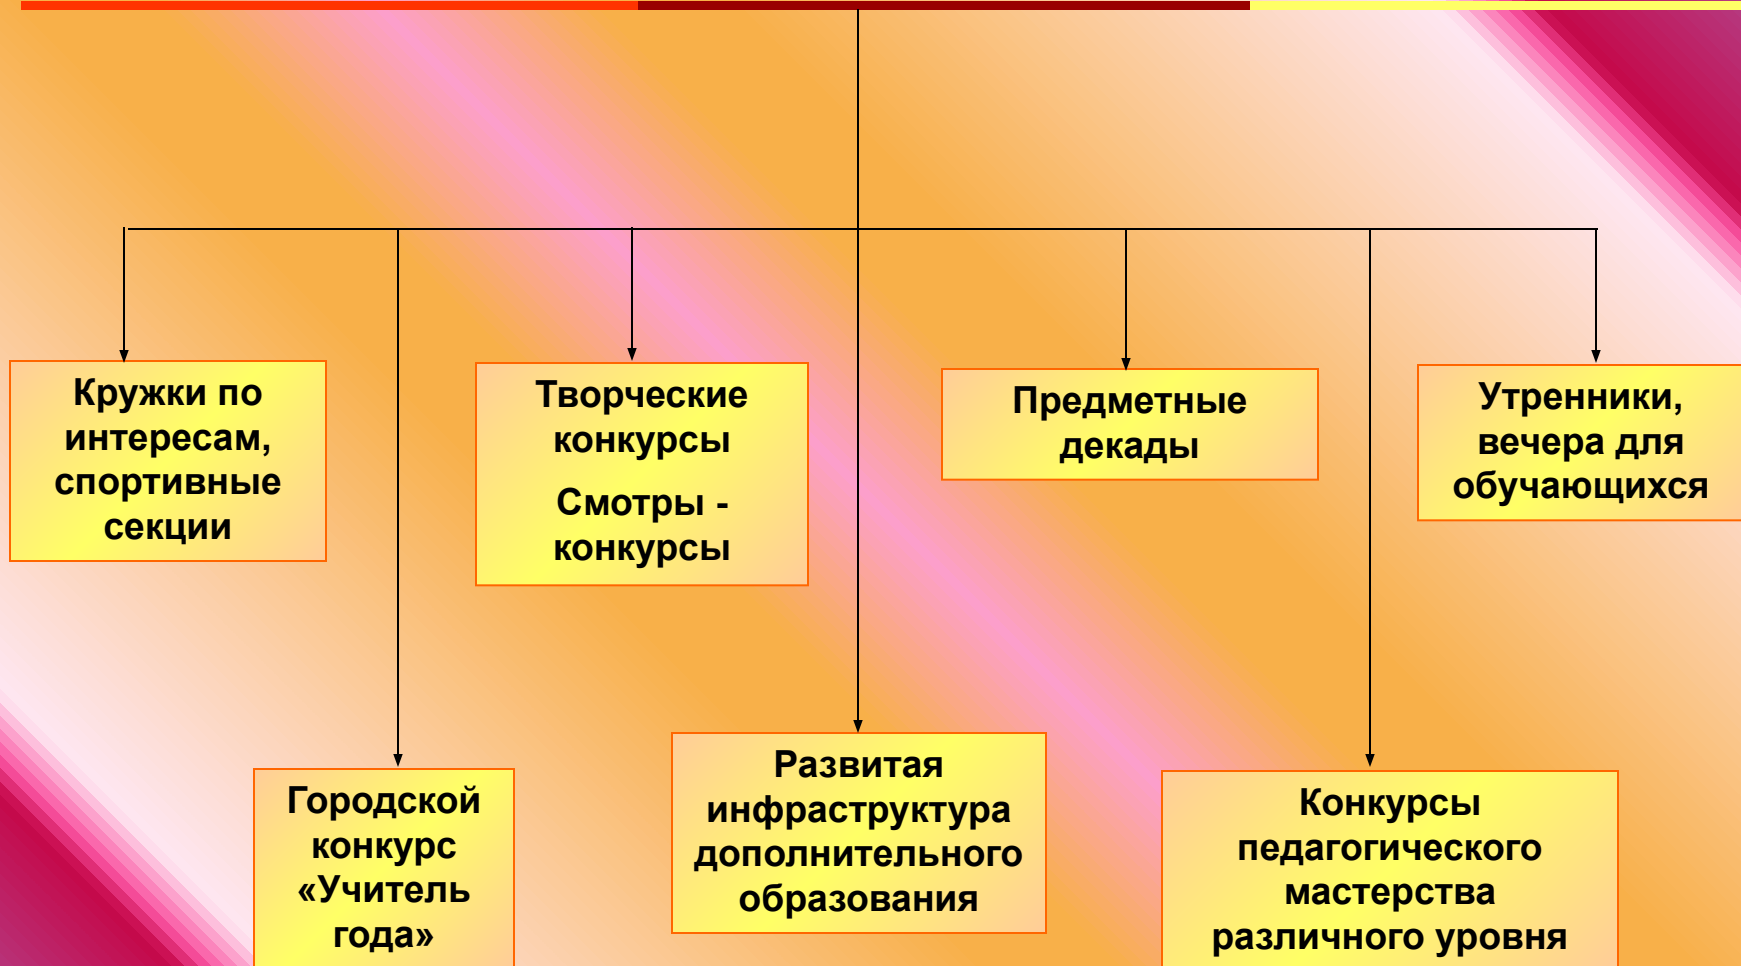 Кружки по
интересам,
спортивные
секции
Творческие
конкурсы
Смотры -
конкурсы
Предметные
декады
Утренники,
вечера для
обучающихся
Городской
конкурс
«Учитель
года»
Развитая
инфраструктура
дополнительного
образования
Конкурсы
педагогического
мастерства
различного уровня